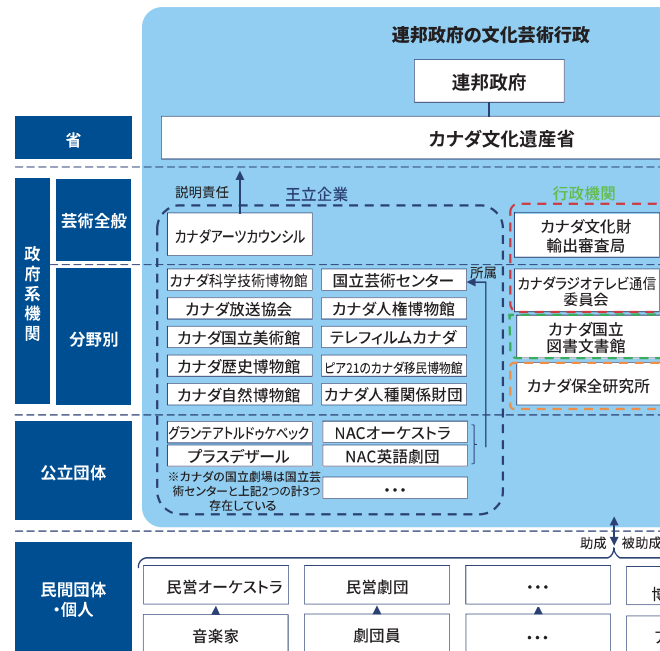 連邦政府の文化芸術行政
連邦政府
省
カナダ文化遺産省
説明責任
王立企業
行政機関
政府系機関
芸術全般
カナダアーツカウンシル
カナダ文化財
輸出審査局
分野別
所属
カナダ科学技術博物館
国立芸術センター
カナダラジオテレビ通信
委員会
カナダ放送協会
カナダ人権博物館
カナダ国立美術館
テレフィルムカナダ
カナダ国立
図書文書館
カナダ歴史博物館
ピア21のカナダ移民博物館
カナダ自然博物館
カナダ人種関係財団
カナダ保全研究所
公立団体
グランテアトルドゥケベック
NACオーケストラ
プラスデザール
NAC英語劇団
※カナダの国立劇場は国立芸
術センターと上記2つの計3つ
存在している
…
助成
被助成
民間団体
・個人
民営オーケストラ
民営劇団
…
博
音楽家
劇団員
…